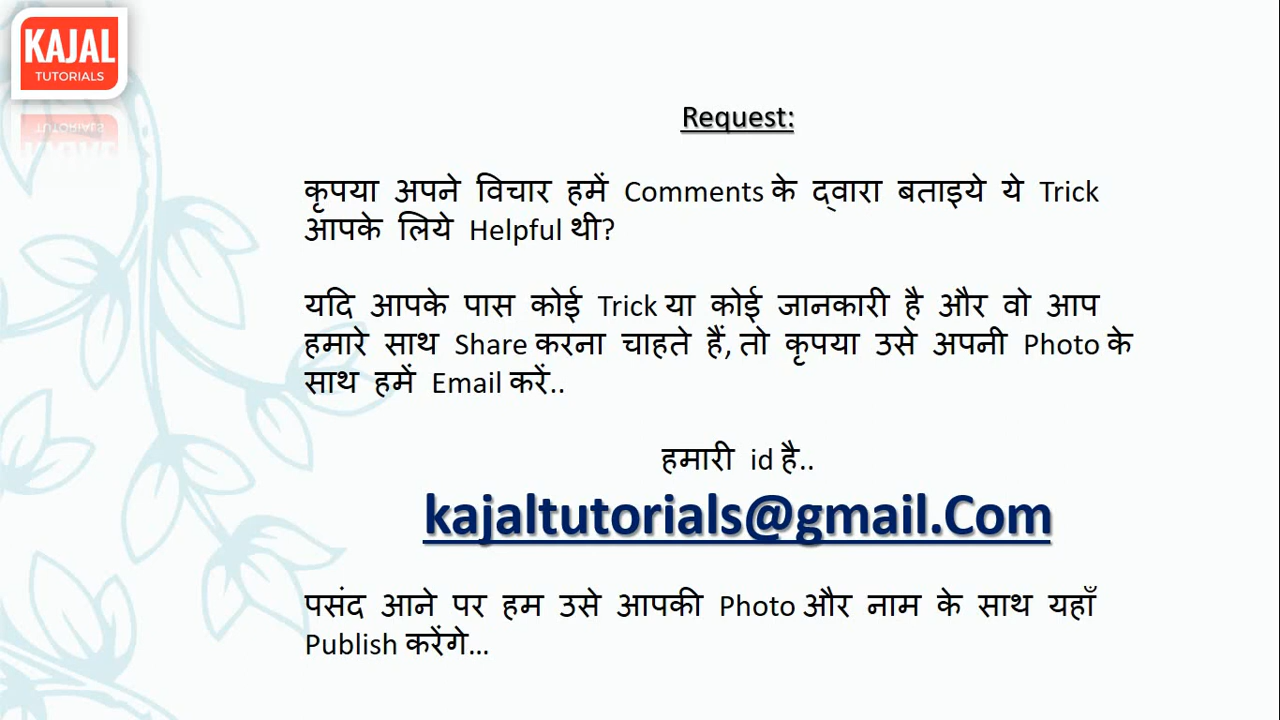 KAJAL
TUTORIALS
Request:
कृपया अपने विचार हमें Comments के द्वारा बताइये ये Trick
आपके लिये Helpful थी?
यदि आपके पास कोई Trick या कोई जानकारी है और वो आप
हमारे साथ Share करना चाहते हैं, तो कृपया उसे अपनी Photo के
साथ हमें Email करें..
हमारी id है..
kajaltutorials@gmail.Com
पसंद आने पर हम उसे आपकी Photo और नाम के साथ यहाँ
Publish करेंगे...